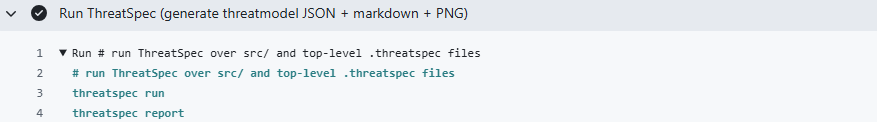 Run ThreatSpec (generate threatmodel JSON + markdown + PNG)
1 ▼ Run # run ThreatSpec over src/ and top-level .threatspec files
2 # run ThreatSpec over src/ and top-level .threatspec files
3 threatspec run
4 threatspec report